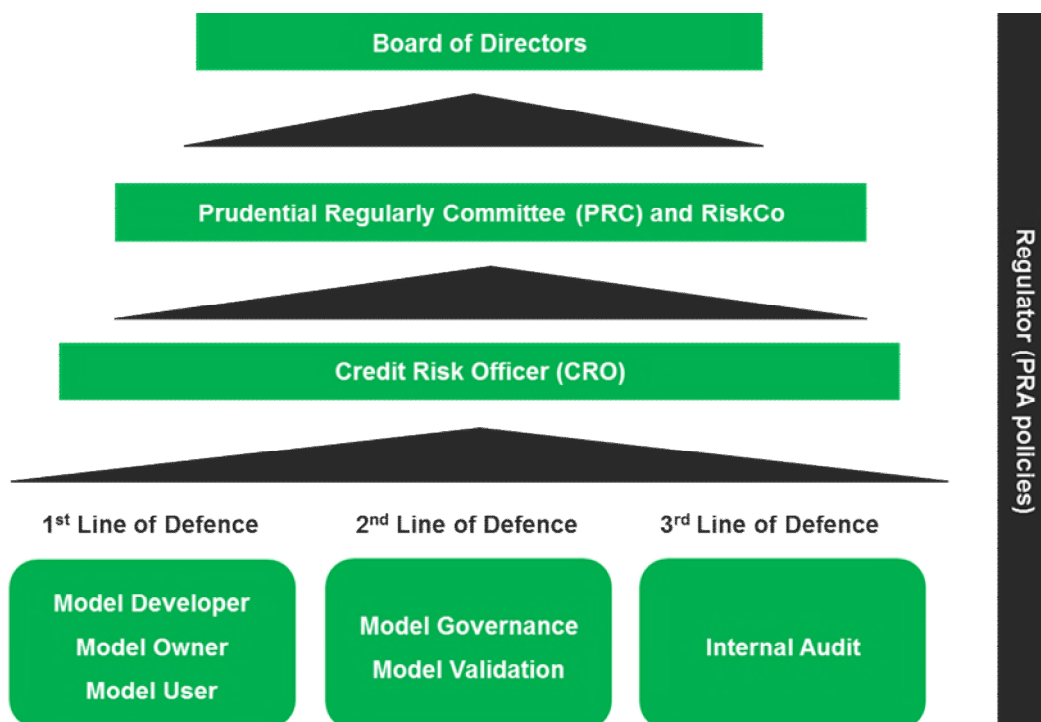 Board of Directors
Prudential Regularly Committee (PRC) and RiskCo
Credit Risk Officer (CRO)
1st Line of Defence
2nd Line of Defence
3rd Line of Defence
Model Developer
Model Owner
Model User
Model Governance
Model Validation
Internal Audit
Regulator (PRA policies)